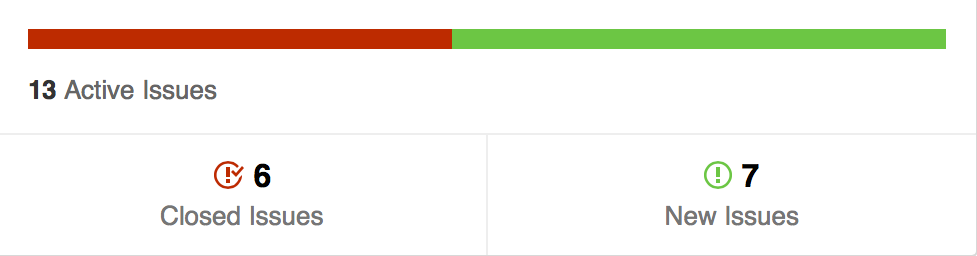 13 Active Issues
6
7
Closed Issues
New Issues